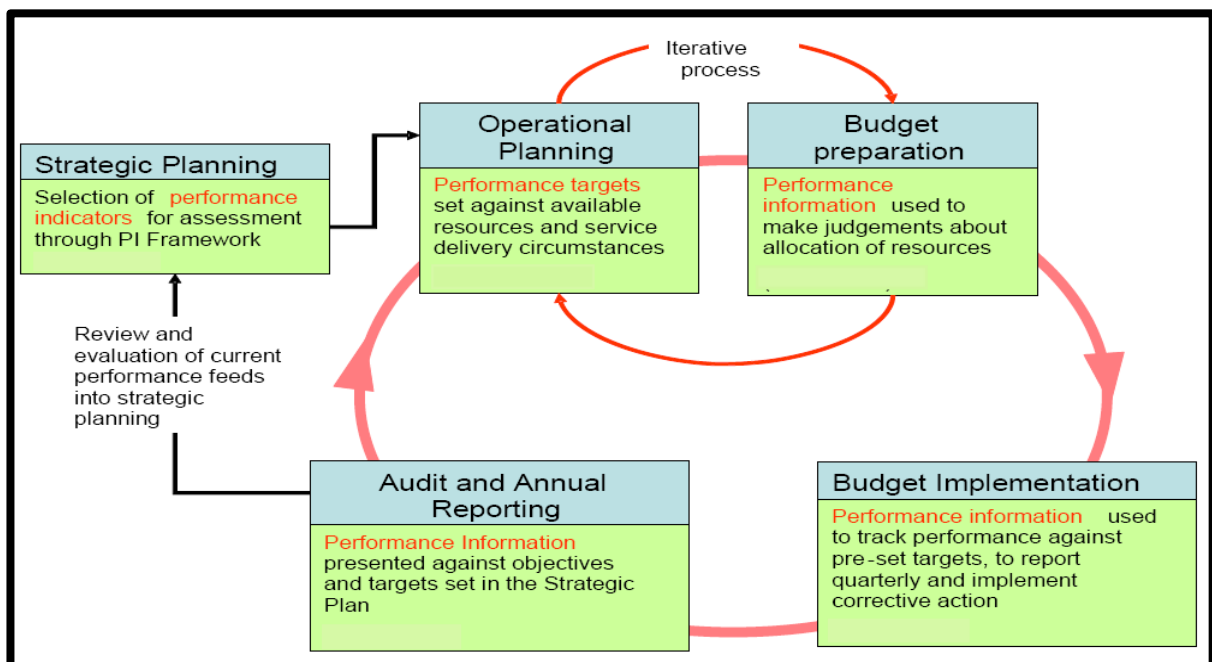 Iterative
process
Strategic Planning
Selection of performance
indicators for assessment
through PI Framework
Operational
Planning
Performance targets
set against available
resources and service
delivery circumstances
Budget
preparation
Performance
information used to
make judgements about
allocation of resources
Review and
evaluation of current
performance feeds
into strategic
planning
Audit and Annual
Reporting
Performance Information
presented against objectives
and targets set in the Strategic
Plan
Budget Implementation
Performance information used
to track performance against
pre-set targets, to report
quarterly and implement
corrective action